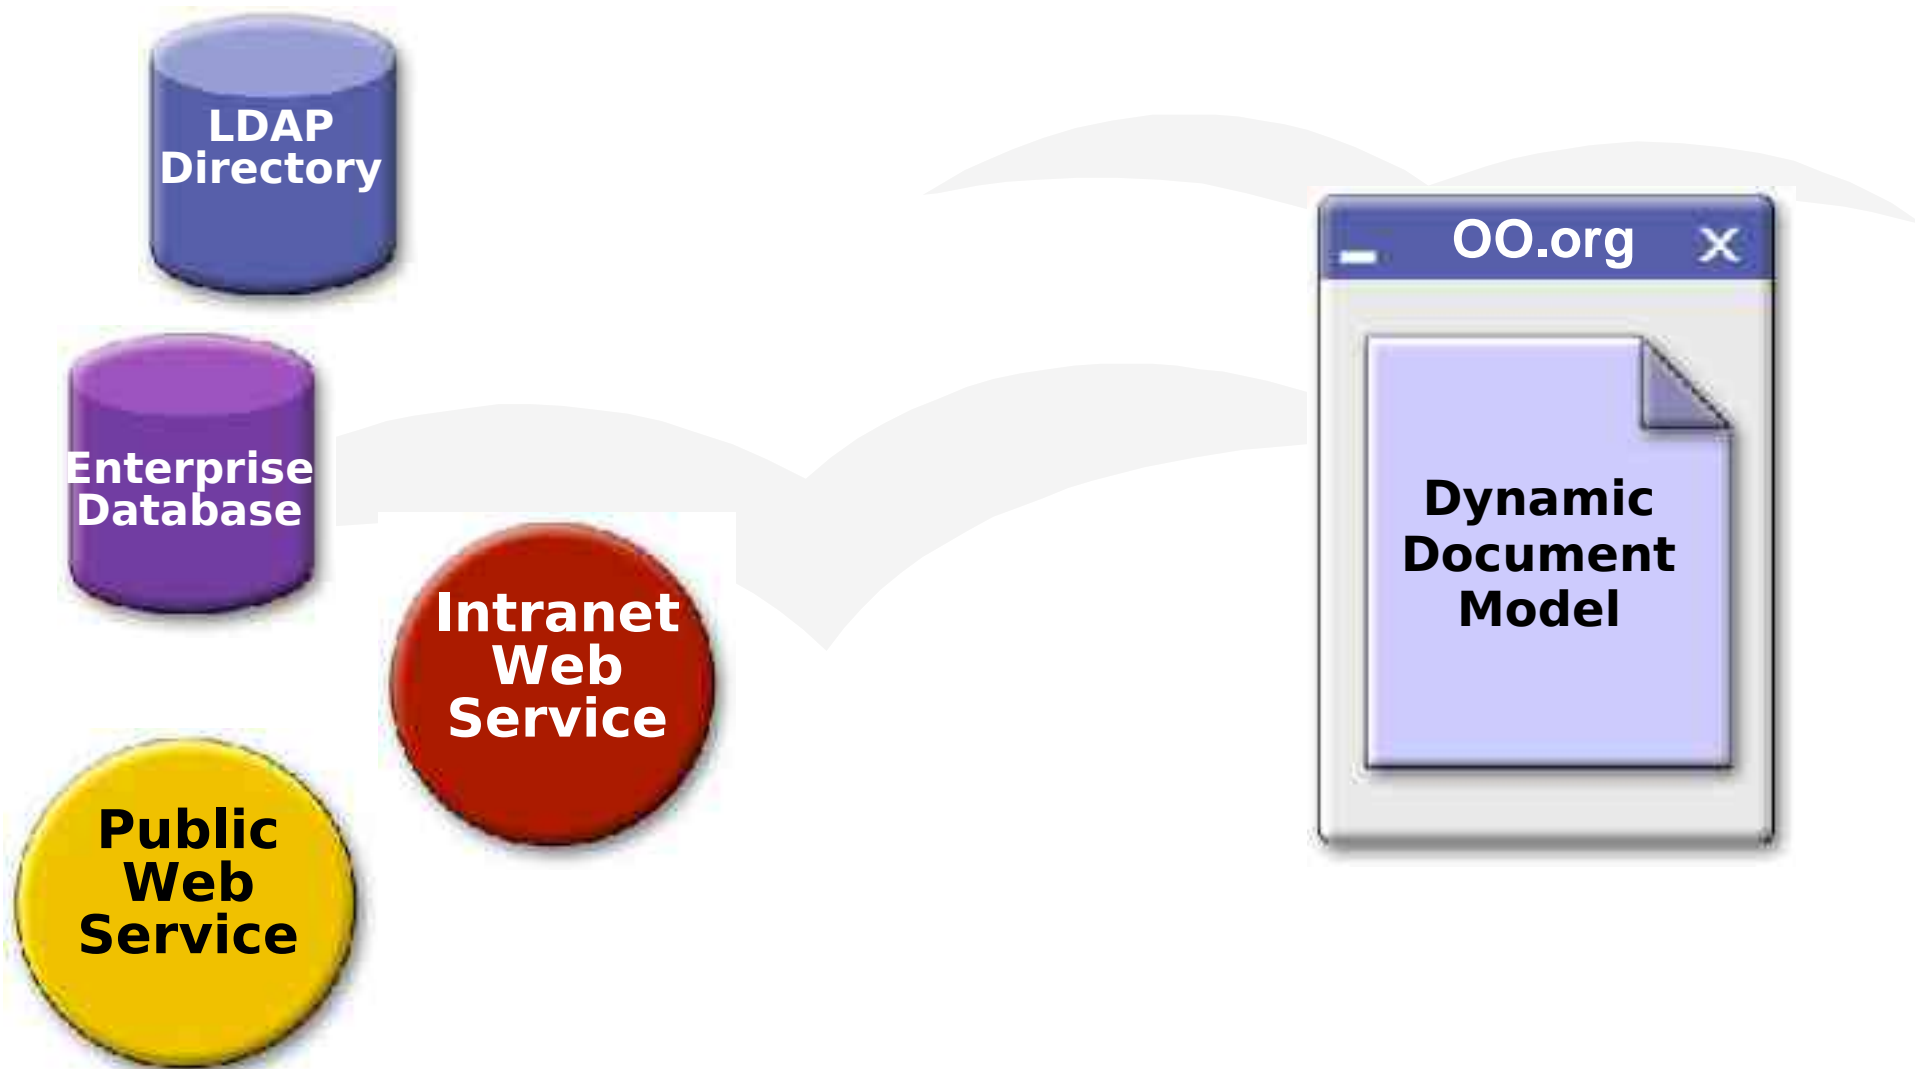 LDAP
Directory
Enterprise
Database
Intranet
Web
Service
Public
Web
Service
OO.org
Dynamic
Document
Model